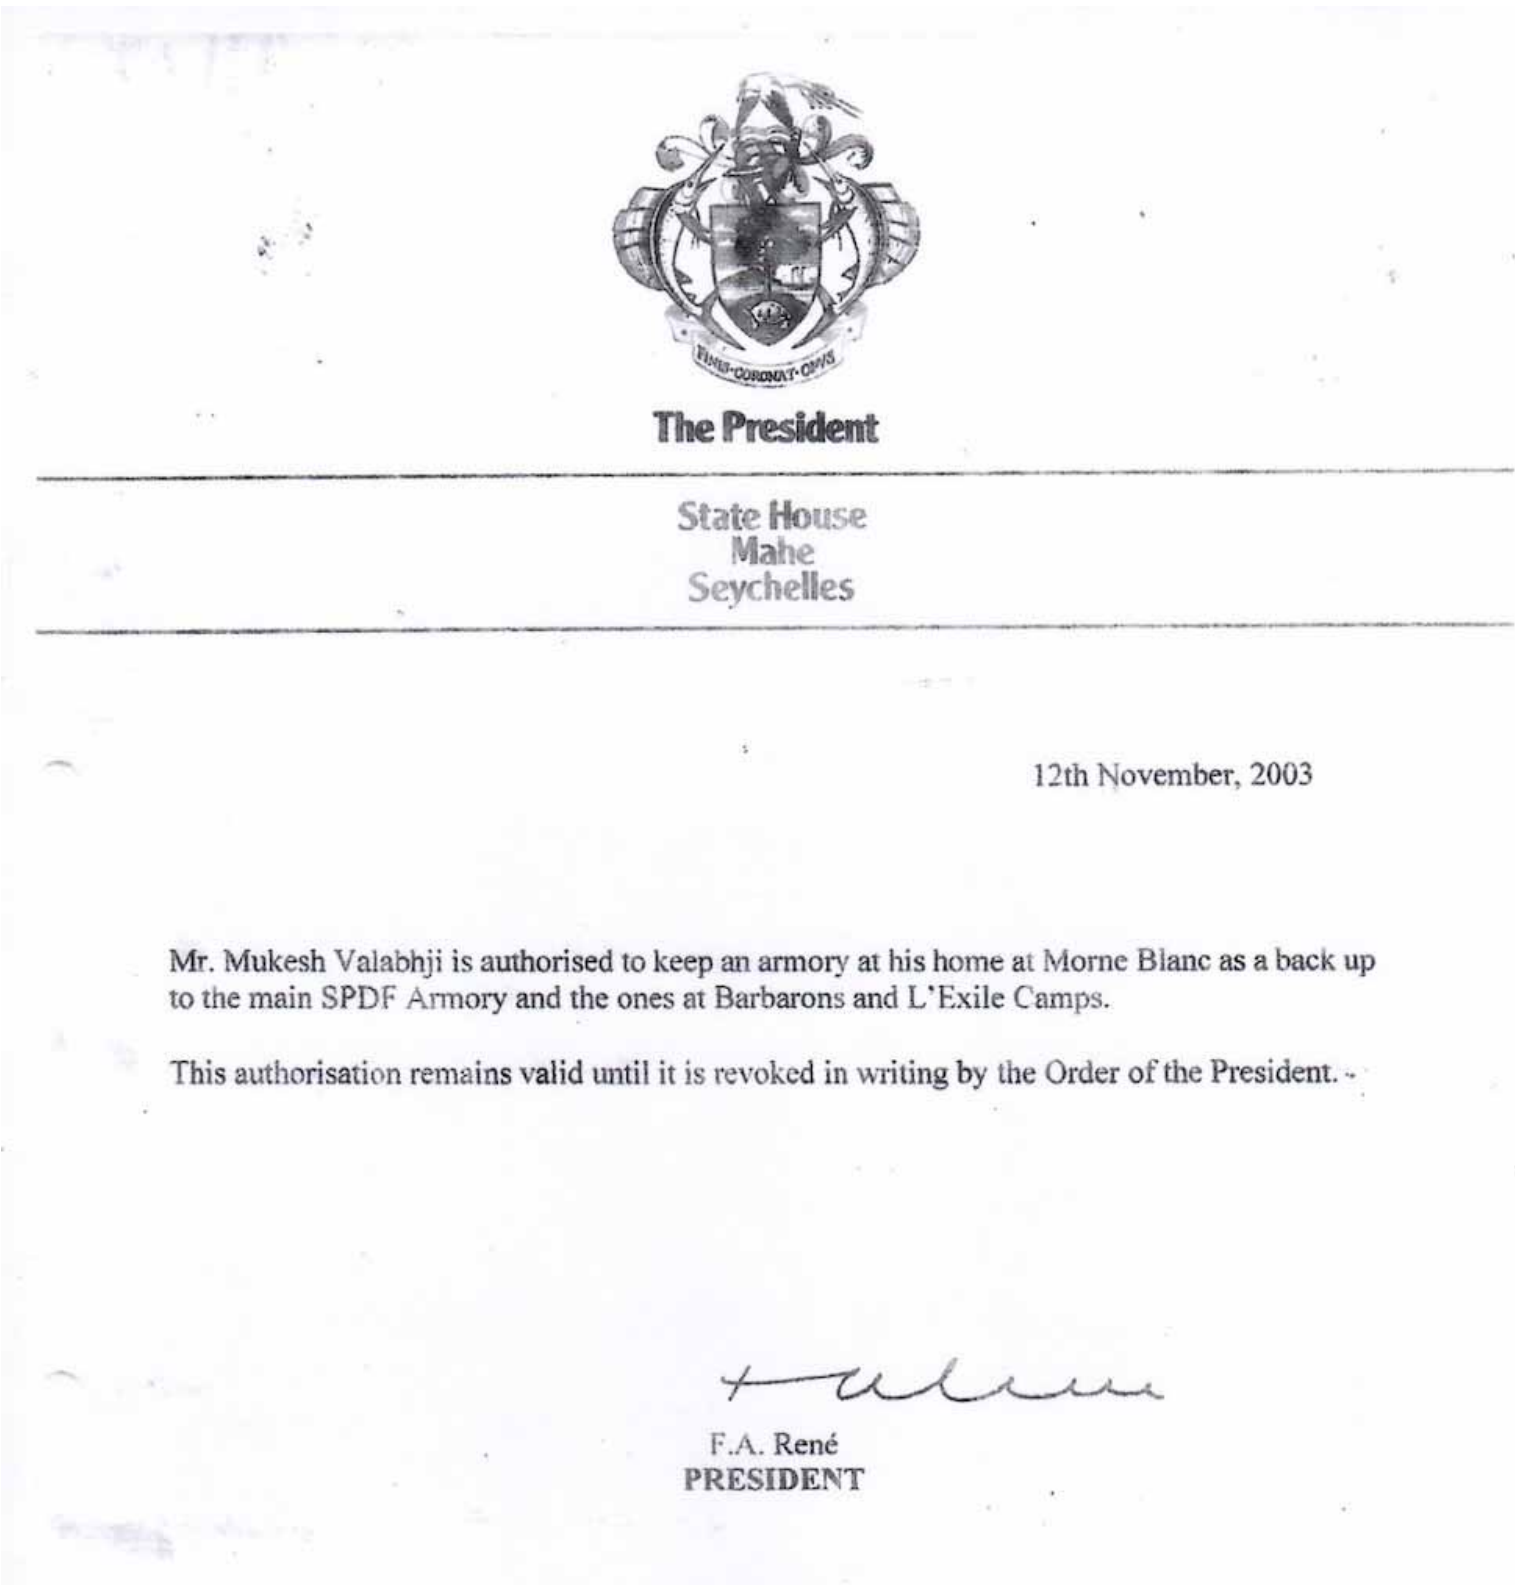 FINIS·CORONAT·OPVS
The President
State House
Mahe
Seychelles
12th November, 2003
Mr. Mukesh Valabhji is authorised to keep an armory at his home at Morne Blanc as a back up
to the main SPDF Armory and the ones at Barbarons and L'Exile Camps.
This authorisation remains valid until it is revoked in writing by the Order of the President.
F.A. René
PRESIDENT